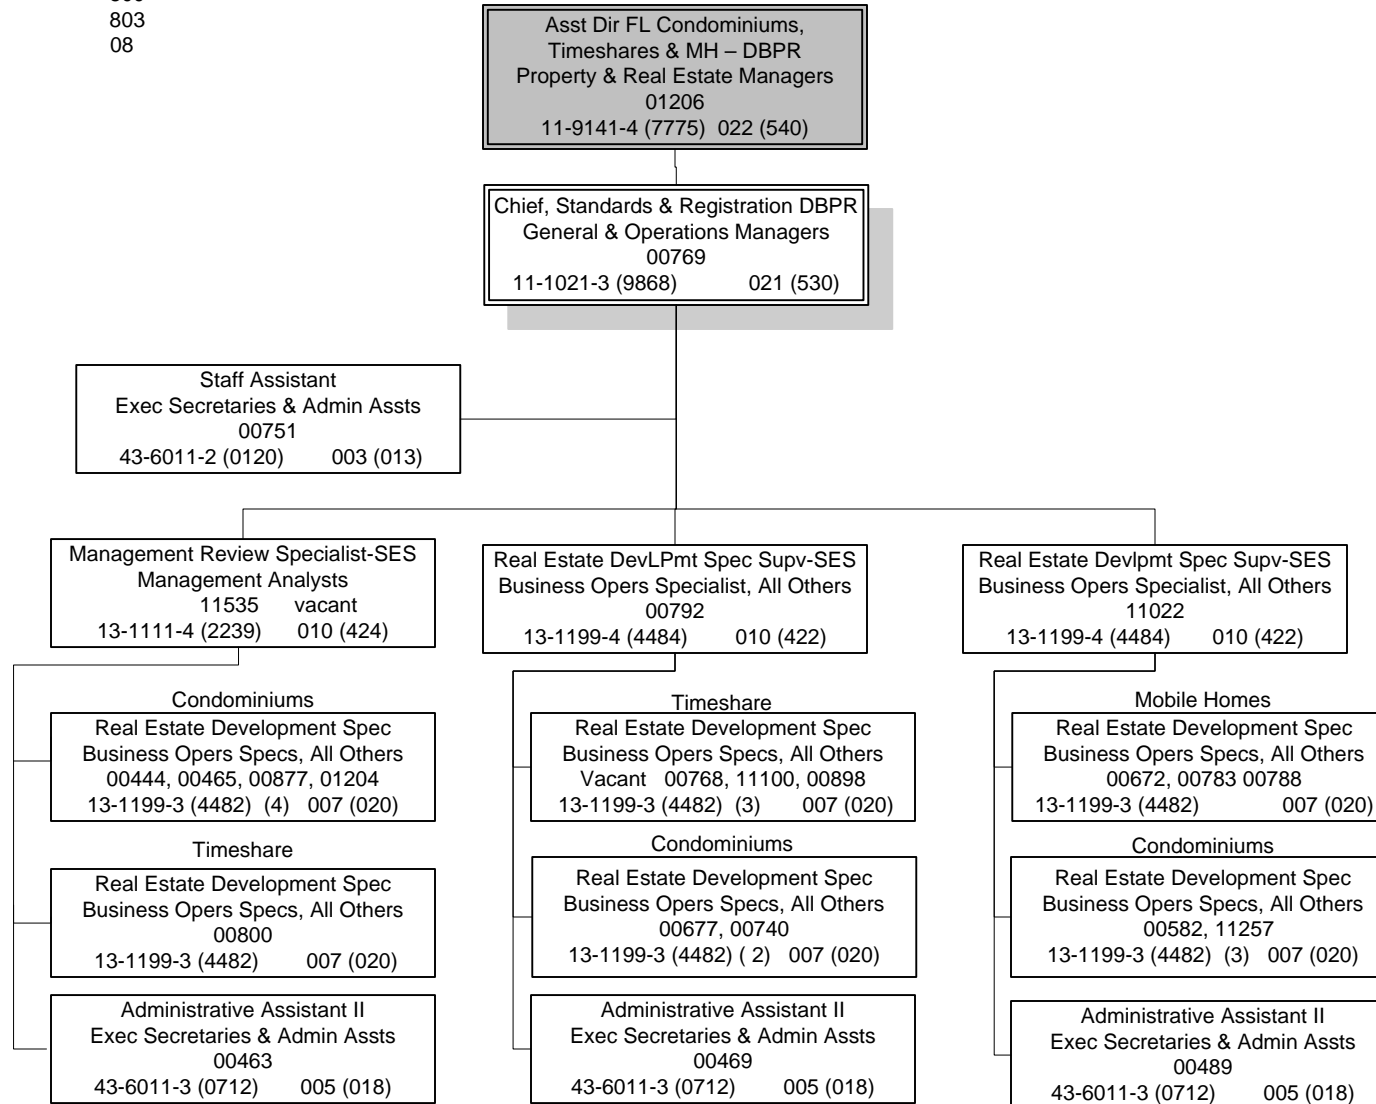 803
08
Asst Dir FL Condominiums,
Timeshares & MH – DBPR
Property & Real Estate Managers
01206
11-9141-4 (7775) 022 (540)
Chief, Standards & Registration DBPR
General & Operations Managers
00769
11-1021-3 (9868) 021 (530)
Staff Assistant
Exec Secretaries & Admin Assts
00751
43-6011-2 (0120) 003 (013)
Management Review Specialist-SES
Management Analysts
11535 vacant
13-1111-4 (2239) 010 (424)
Real Estate DevLPmt Spec Supv-SES
Business Opers Specialist, All Others
00792
13-1199-4 (4484) 010 (422)
Real Estate Devlpmt Spec Supv-SES
Business Opers Specialist, All Others
11022
13-1199-4 (4484) 010 (422)
Condominiums
Real Estate Development Spec
Business Opers Specs, All Others
00444, 00465, 00877, 01204
13-1199-3 (4482) (4) 007 (020)
Timeshare
Real Estate Development Spec
Business Opers Specs, All Others
00800
13-1199-3 (4482) 007 (020)
Administrative Assistant II
Exec Secretaries & Admin Assts
00463
43-6011-3 (0712) 005 (018)
Timeshare
Real Estate Development Spec
Business Opers Specs, All Others
Vacant 00768, 11100, 00898
13-1199-3 (4482) (3) 007 (020)
Condominiums
Real Estate Development Spec
Business Opers Specs, All Others
00677, 00740
13-1199-3 (4482) ( 2) 007 (020)
Administrative Assistant II
Exec Secretaries & Admin Assts
00469
43-6011-3 (0712) 005 (018)
Mobile Homes
Real Estate Development Spec
Business Opers Specs, All Others
00672, 00783 00788
13-1199-3 (4482) 007 (020)
Condominiums
Real Estate Development Spec
Business Opers Specs, All Others
00582, 11257
13-1199-3 (4482) (3) 007 (020)
Administrative Assistant II
Exec Secretaries & Admin Assts
00489
43-6011-3 (0712) 005 (018)